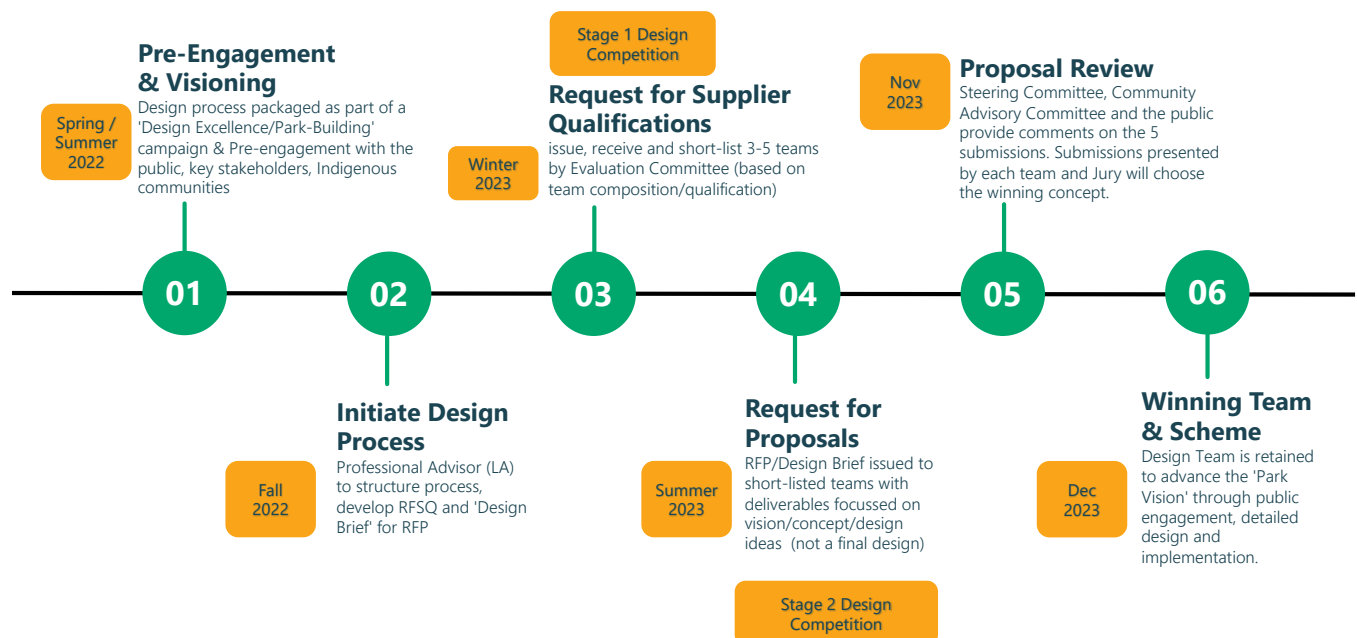 Pre-Engagement
& Visioning
Spring /
Summer
2022
Design process packaged as part of a
'Design Excellence/Park-Building'
campaign & Pre-engagement with the
public, key stakeholders, Indigenous
communities
Stage 1 Design
Competition
Request for Supplier
Qualifications
Winter
2023
issue, receive and short-list 3-5 teams
by Evaluation Committee (based on
team composition/qualification)
Nov
2023
Proposal Review
Steering Committee, Community
Advisory Committee and the public
provide comments on the 5
submissions. Submissions presented
by each team and Jury will choose
the winning concept.
01
02
03
04
05
06
Initiate Design
Process
Fall
2022
Professional Advisor (LA)
to structure process,
develop RFSQ and 'Design
Brief' for RFP
Request for
Proposals
Summer
2023
RFP/Design Brief issued to
short-listed teams with
deliverables focussed on
vision/concept/design
ideas (not a final design)
Stage 2 Design
Competition
Winning Team
& Scheme
Dec
2023
Design Team is retained
to advance the 'Park
Vision' through public
engagement, detailed
design and
implementation.